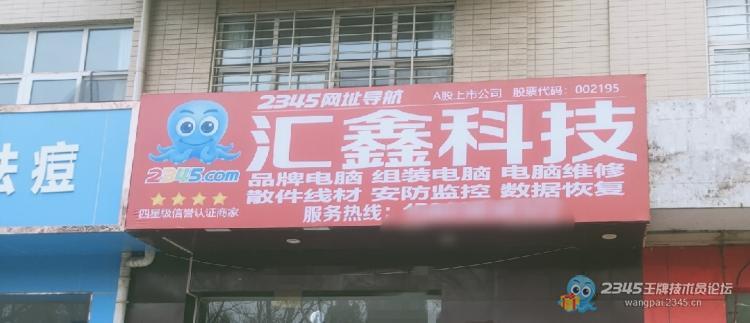 2345网址导航 A股上市公司 股票代码：002195
汇鑫科技
2345.com
品牌电脑 组装电脑 电脑维修
散件线材 安防监控 数据恢复
四星级信誉认证商家
服务热线：
祛痘
2345王牌技术员论坛
wangpai.2345.cn